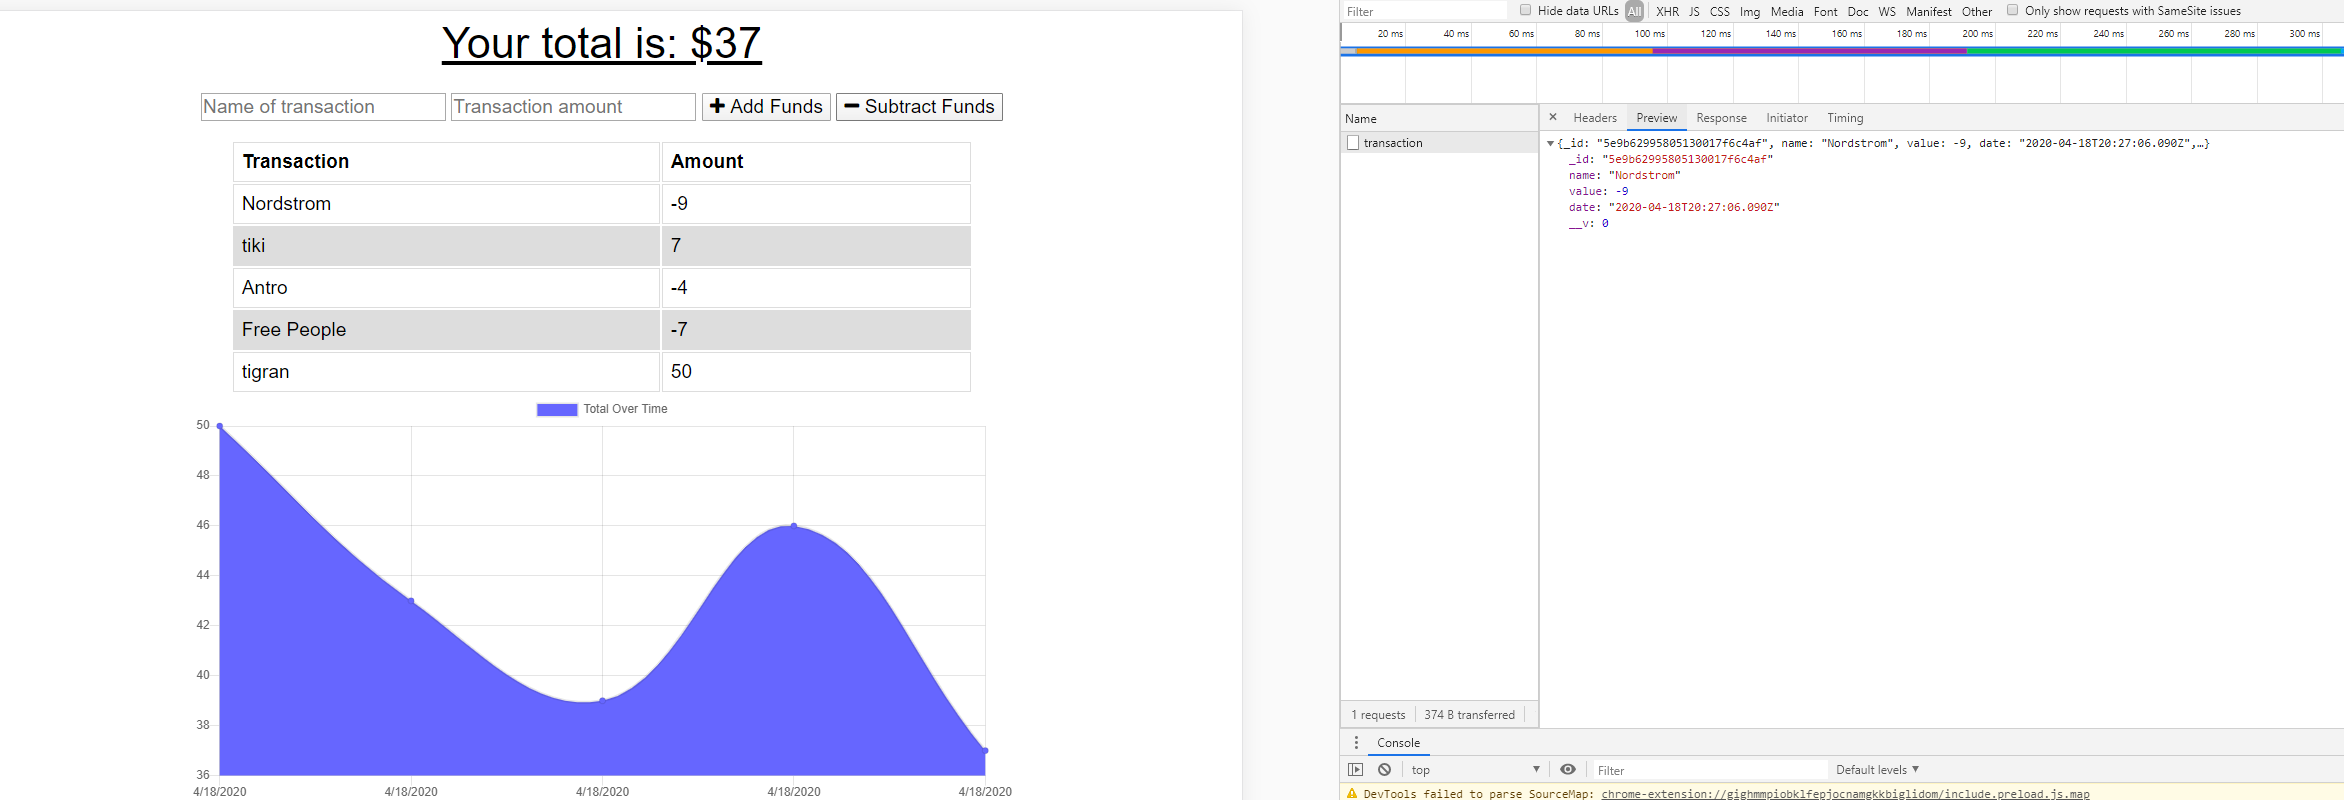 Your total is: $37
Name of transaction Transaction amount Add Funds Subtract Funds
Transaction Amount
Nordstrom -9
tiki 7
Antro -4
Free People -7
tigran 50
Total Over Time
50
48
46
44
42
40
38
36
4/18/2020 4/18/2020 4/18/2020 4/18/2020 4/18/2020
Filter Hide data URLs All XHR JS CSS Img Media Font Doc WS Manifest Other Only show requests with SameSite issues
20 ms 40 ms 60 ms 80 ms 100 ms 120 ms 140 ms 160 ms 180 ms 200 ms 220 ms 240 ms 260 ms 280 ms 300 ms
Name
transaction
× Headers Preview Response Initiator Timing
{_id: "5e9b62995805130017f6c4af", name: "Nordstrom", value: -9, date: "2020-04-18T20:27:06.090Z",…}
_id: "5e9b62995805130017f6c4af"
name: "Nordstrom"
value: -9
date: "2020-04-18T20:27:06.090Z"
__v: 0
1 requests 374 B transferred
Console
top Filter Default levels
DevTools failed to parse SourceMap: chrome-extension://gighmmpiobklfepjocnamgkkbiglidom/include.preload.js.map